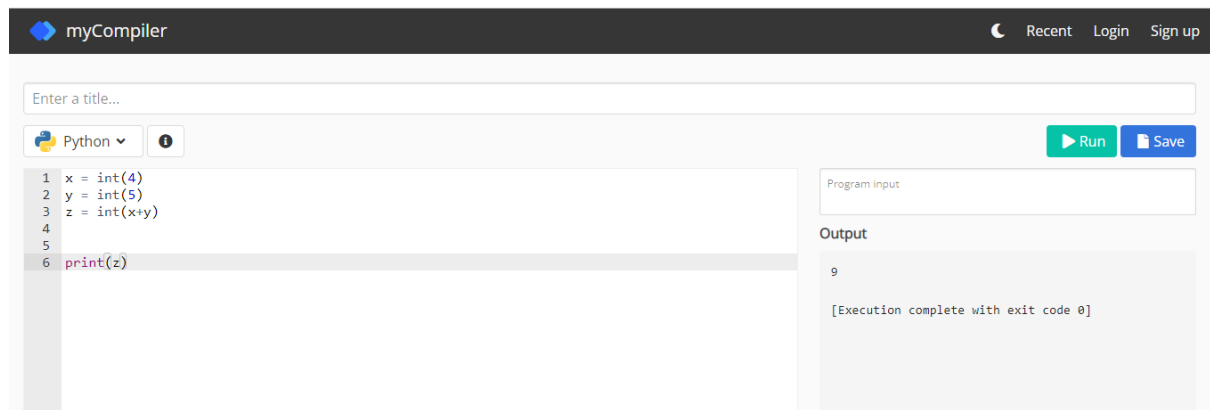 myCompiler
Recent Login Sign up
Enter a title...
Python
Run Save
1 x = int(4)
2 y = int(5)
3 z = int(x+y)
4
5
6 print(z)
Program input
Output
9
[Execution complete with exit code 0]